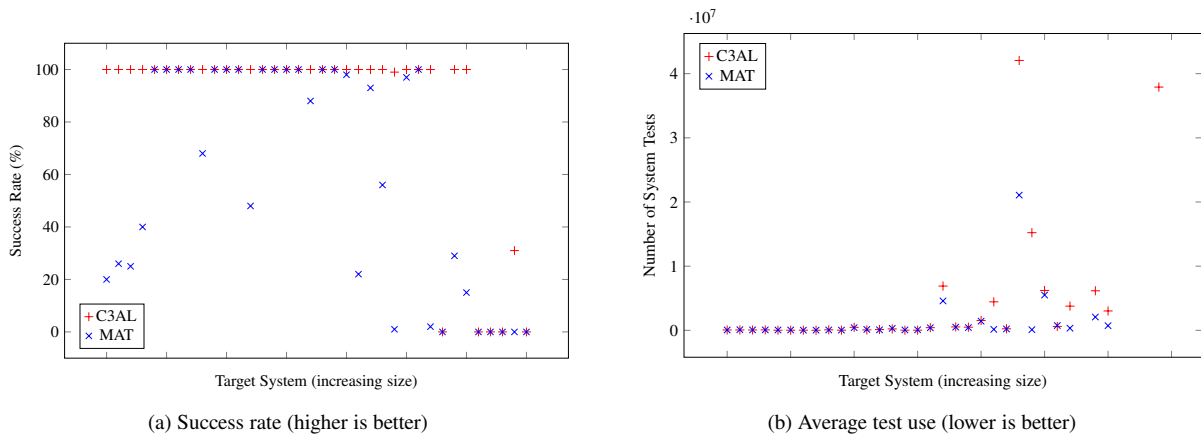 100
80
60
40
20
0
Success Rate (%)
C3AL
MAT
Target System (increasing size)
(a) Success rate (higher is better)
·10⁷
4
3
2
1
0
Number of System Tests
C3AL
MAT
Target System (increasing size)
(b) Average test use (lower is better)